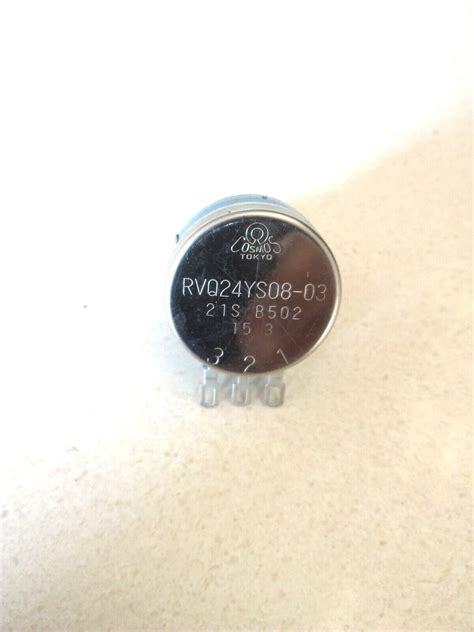 COSMOS
TOKYO
RVQ24YS08-03
21S B502
15 3
3 2 1